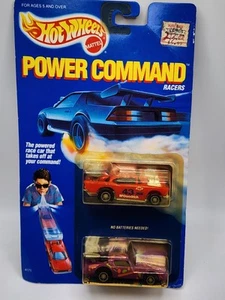 FOR AGES 5 AND OVER
Hot Wheels
MATTEL
POWER COMMAND
RACERS
The powered
race car that
takes off at
your command!
43
NO BATTERIES NEEDED!